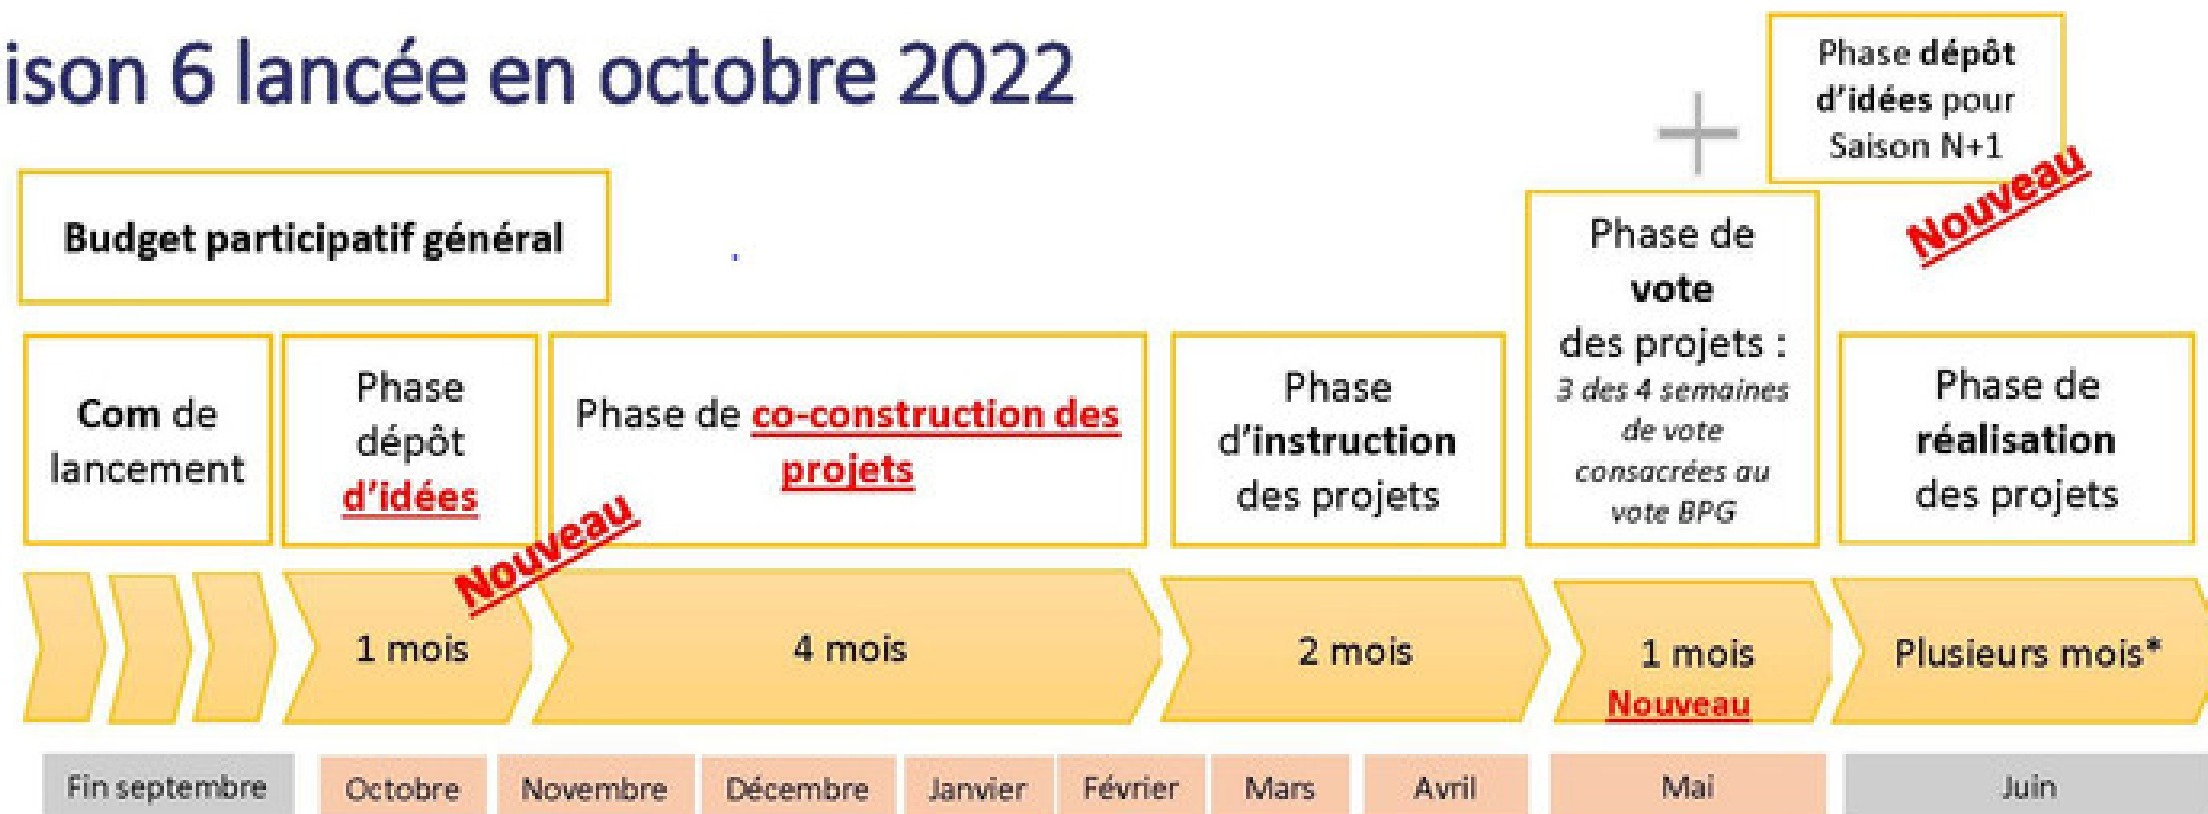 ison 6 lancée en octobre 2022
Phase dépôt
d'idées pour
Saison N+1
Nouveau
Budget participatif général
Com de
lancement
Phase
dépôt
d'idées
Nouveau
Phase de co-construction des
projets
Phase
d'instruction
des projets
Phase de
vote
des projets :
3 des 4 semaines
de vote
consacrées au
vote BPG
Phase de
réalisation
des projets
1 mois
4 mois
2 mois
1 mois
Nouveau
Plusieurs mois*
Fin septembre
Octobre
Novembre
Décembre
Janvier
Février
Mars
Avril
Mai
Juin